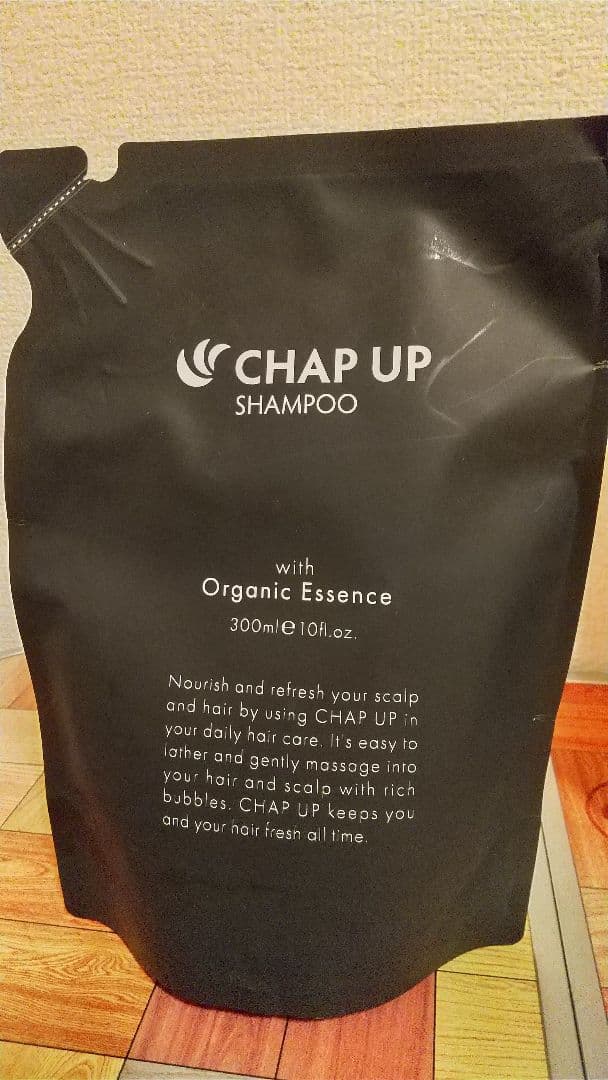 CHAP UP
SHAMPOO
with
Organic Essence
300ml e 10fl.oz.
Nourish and refresh your scalp
and hair by using CHAP UP in
your daily hair care. It's easy to
lather and gently massage into
your hair and scalp with rich
bubbles. CHAP UP keeps you
and your hair fresh all time.